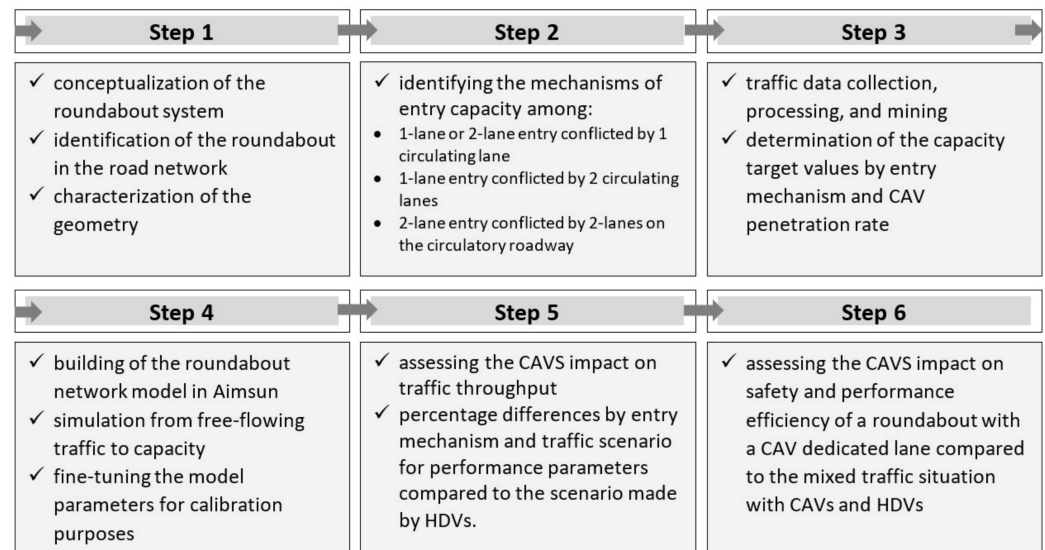 Step 1
✓ conceptualization of the
roundabout system
✓ identification of the roundabout
in the road network
✓ characterization of the
geometry
Step 2
✓ identifying the mechanisms of
entry capacity among:
• 1-lane or 2-lane entry conflicted by 1
circulating lane
• 1-lane entry conflicted by 2 circulating
lanes
• 2-lane entry conflicted by 2-lanes on
the circulatory roadway
Step 3
✓ traffic data collection,
processing, and mining
✓ determination of the capacity
target values by entry
mechanism and CAV
penetration rate
Step 4
✓ building of the roundabout
network model in Aimsun
✓ simulation from free-flowing
traffic to capacity
✓ fine-tuning the model
parameters for calibration
purposes
Step 5
✓ assessing the CAVS impact on
traffic throughput
✓ percentage differences by entry
mechanism and traffic scenario
for performance parameters
compared to the scenario made
by HDVs.
Step 6
✓ assessing the CAVS impact on
safety and performance
efficiency of a roundabout with
a CAV dedicated lane compared
to the mixed traffic situation
with CAVs and HDVs